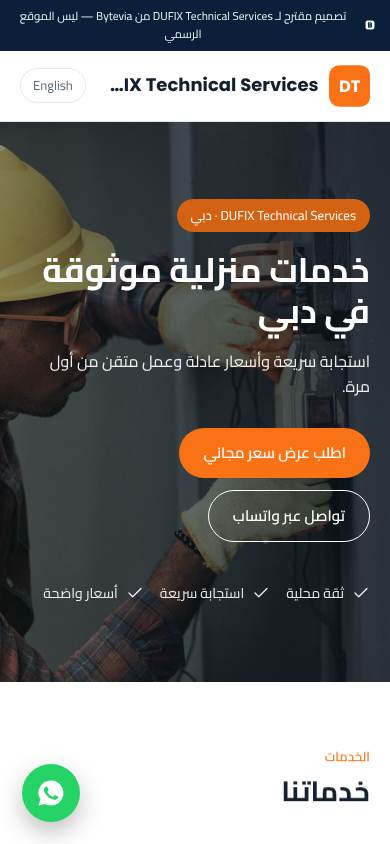 تصميم مقترح لـ DUFIX Technical Services من Bytevia — ليس الموقع
الرسمي
DT
...IX Technical Services
English
DUFIX Technical Services · دبي
خدمات منزلية موثوقة
في دبي
استجابة سريعة وأسعار عادلة وعمل متقن من أول
مرة.
اطلب عرض سعر مجاني
تواصل عبر واتساب
ثقة محلية استجابة سريعة أسعار واضحة
الخدمات
خدماتنا